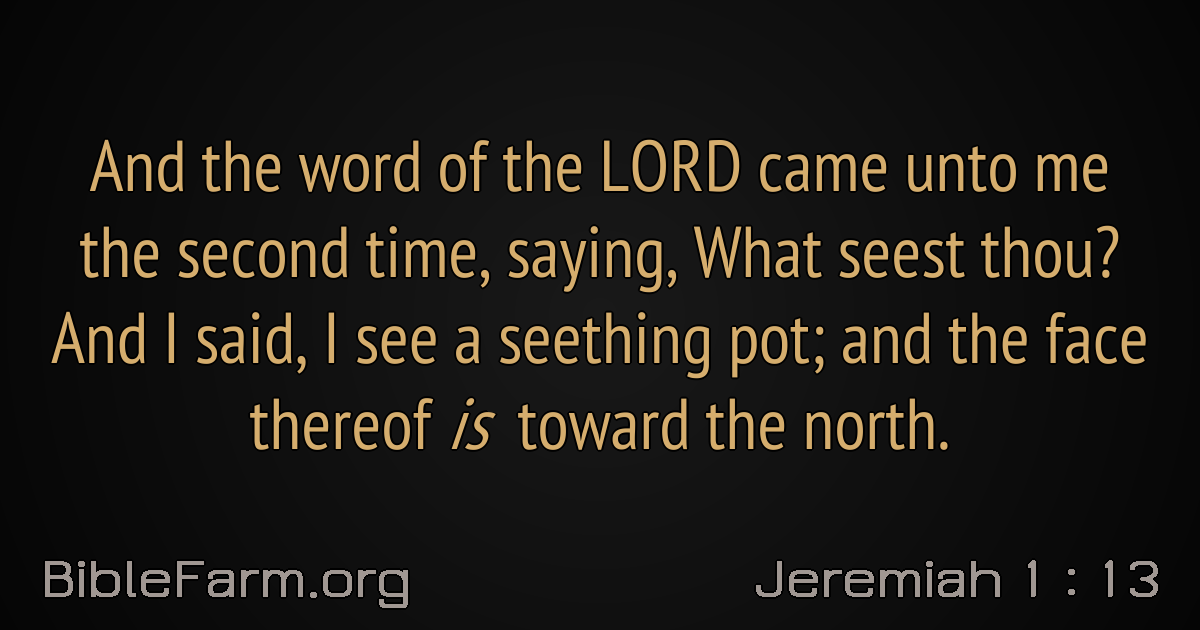 And the word of the LORD came unto me
the second time, saying, What seest thou?
And I said, I see a seething pot; and the face
thereof is toward the north.
BibleFarm.org
Jeremiah 1 : 13